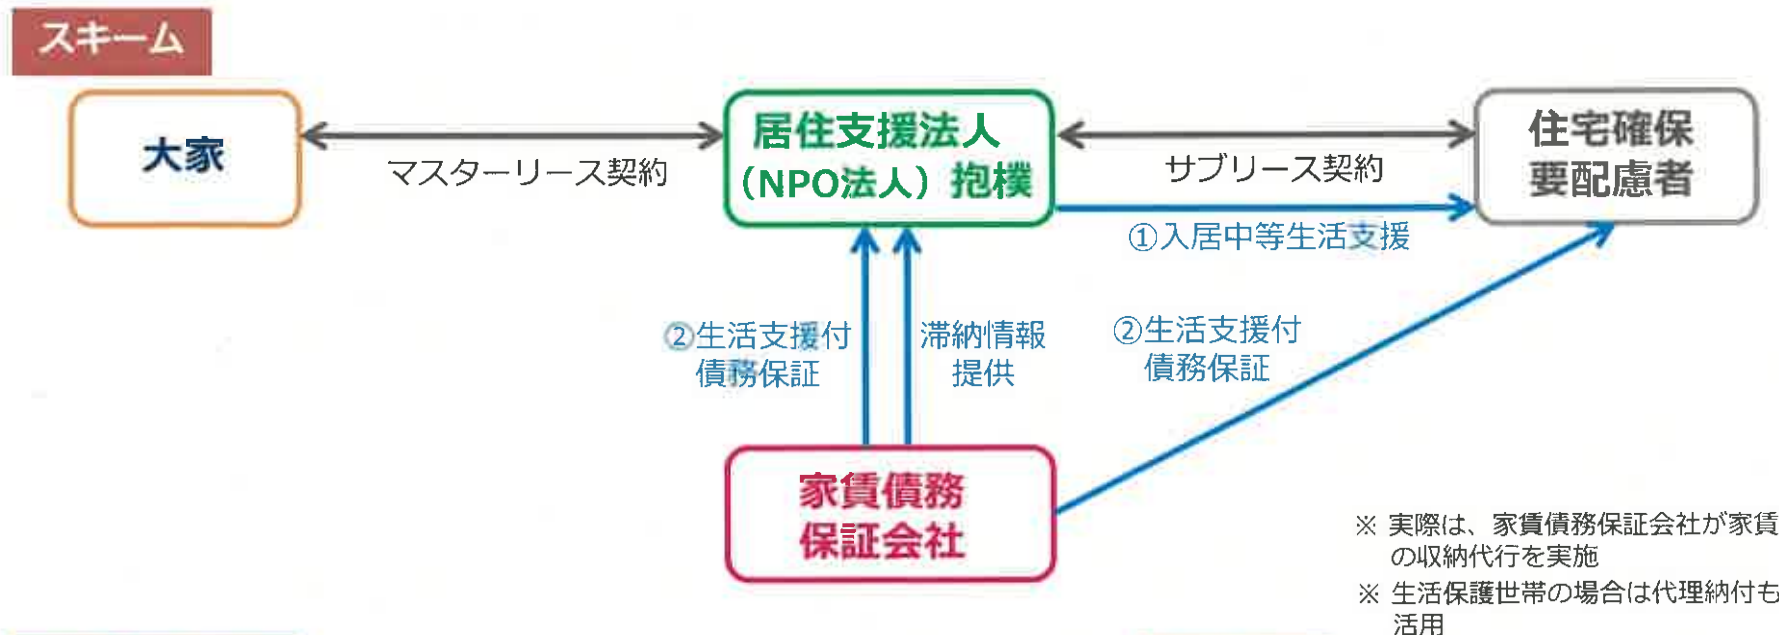 スキーム
大家
マスターリース契約
居住支援法人
（NPO法人）抱樸
サブリース契約
住宅確保
要配慮者
①入居中等生活支援
②生活支援付
債務保証
滞納情報
提供
②生活支援付
債務保証
家賃債務
保証会社
※ 実際は、家賃債務保証会社が家賃
の収納代行を実施
※ 生活保護世帯の場合は代理納付も
活用